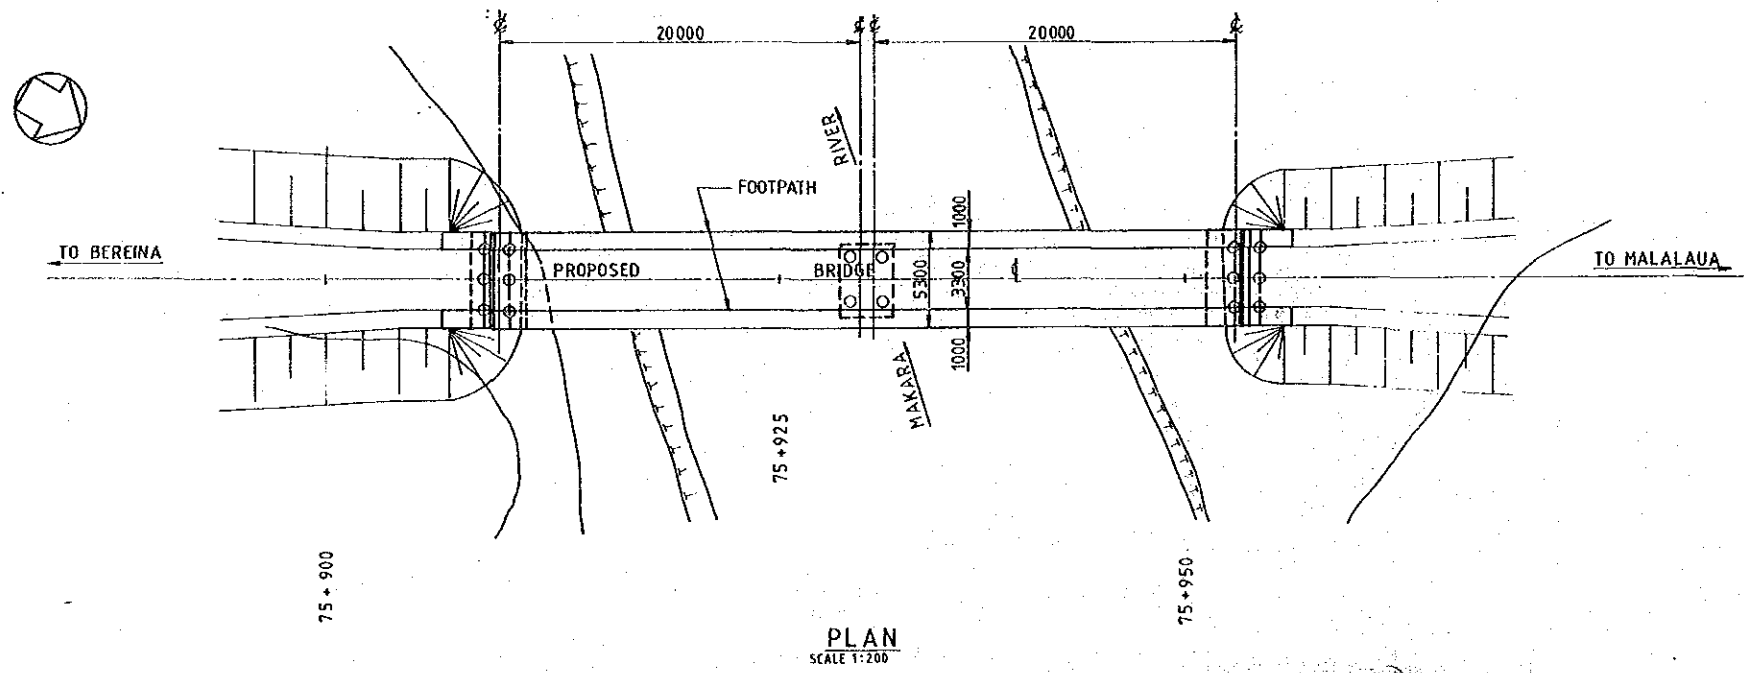 20000
20000
RIVER
FOOTPATH
1000
TO BEREINA
PROPOSED
BRIDGE
5300
3300
TO MALALAUA
1000
MAKARA
75+925
75+900
75+950
PLAN
SCALE 1:200